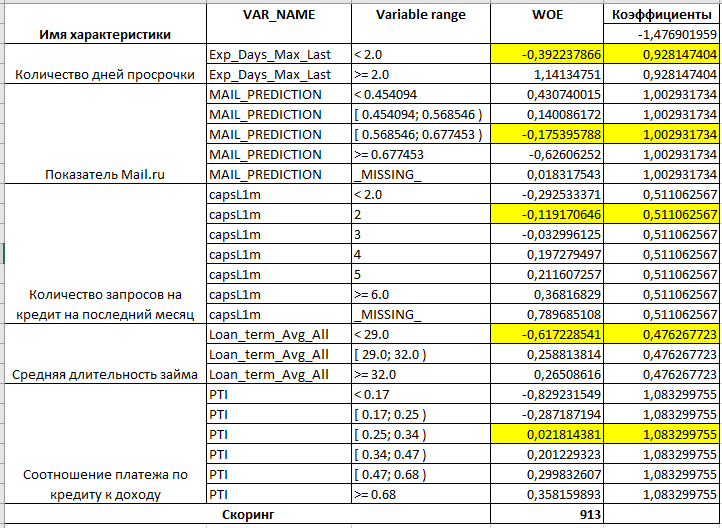 Имя характеристики VAR_NAME Variable range WOE Коэффициенты
-1,476901959
Количество дней просрочки Exp_Days_Max_Last < 2.0 -0,392237866 0,928147404
Exp_Days_Max_Last >= 2.0 1,14134751 0,928147404
Показатель Mail.ru MAIL_PREDICTION < 0.454094 0,430740015 1,002931734
MAIL_PREDICTION [ 0.454094; 0.568546 ) 0,140086172 1,002931734
MAIL_PREDICTION [ 0.568546; 0.677453 ) -0,175395788 1,002931734
MAIL_PREDICTION >= 0.677453 -0,62606252 1,002931734
MAIL_PREDICTION _MISSING_ 0,018317543 1,002931734
Количество запросов на кредит на последний месяц capsL1m < 2.0 -0,292533371 0,511062567
capsL1m 2 -0,119170646 0,511062567
capsL1m 3 -0,032996125 0,511062567
capsL1m 4 0,197279497 0,511062567
capsL1m 5 0,211607257 0,511062567
capsL1m >= 6.0 0,36816829 0,511062567
capsL1m _MISSING_ 0,789685108 0,511062567
Средняя длительность займа Loan_term_Avg_All < 29.0 -0,617228541 0,476267723
Loan_term_Avg_All [ 29.0; 32.0 ) 0,258813814 0,476267723
Loan_term_Avg_All >= 32.0 0,26508616 0,476267723
Соотношение платежа по кредиту к доходу PTI < 0.17 -0,829231549 1,083299755
PTI [ 0.17; 0.25 ) -0,287187194 1,083299755
PTI [ 0.25; 0.34 ) 0,021814381 1,083299755
PTI [ 0.34; 0.47 ) 0,201229323 1,083299755
PTI [ 0.47; 0.68 ) 0,299832607 1,083299755
PTI >= 0.68 0,358159893 1,083299755
Скоринг 913